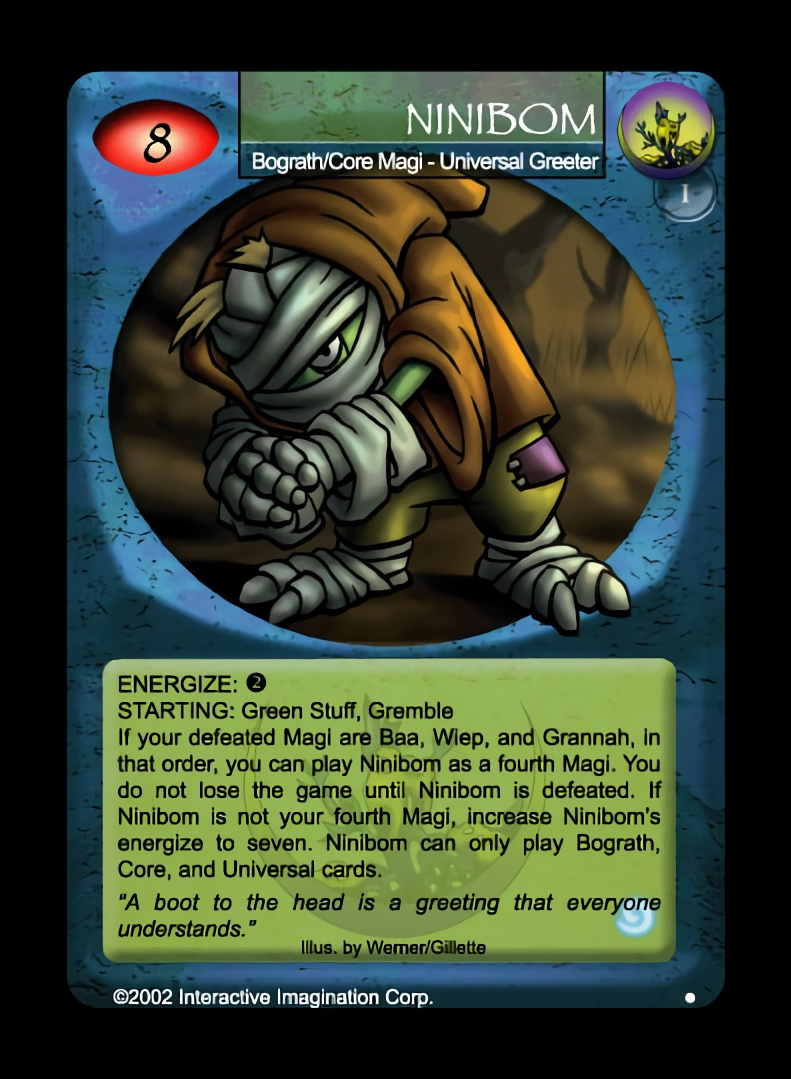 8
NINIBOM
Bograth/Core Magi - Universal Greeter
1
ENERGIZE: ❷
STARTING: Green Stuff, Gremble
If your defeated Magi are Baa, Wiep, and Grannah, in
that order, you can play Ninibom as a fourth Magi. You
do not lose the game until Ninibom is defeated. If
Ninibom is not your fourth Magi, increase Ninibom's
energize to seven. Ninibom can only play Bograth,
Core, and Universal cards.
"A boot to the head is a greeting that everyone
understands."
Illus. by Werner/Gillette
©2002 Interactive Imagination Corp.